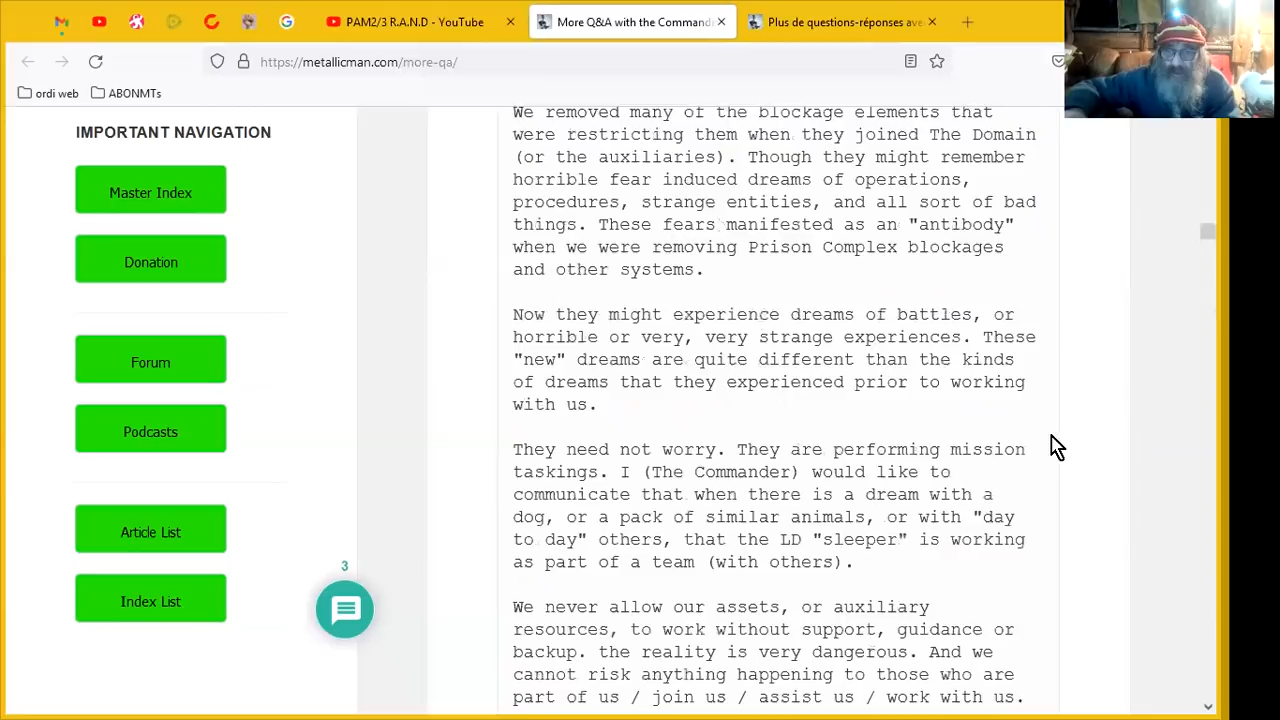 PAM2/3 R.A.N.D - YouTube
More Q&A with the Command
Plus de questions-réponses ave
https://metallicman.com/more-qa/
ordi web
ABONMTs
IMPORTANT NAVIGATION
Master Index
Donation
Forum
Podcasts
Article List
Index List
3
We removed many of the blockage elements that
were restricting them when they joined The Domain
(or the auxiliaries). Though they might remember
horrible fear induced dreams of operations,
procedures, strange entities, and all sort of bad
things. These fears manifested as an "antibody"
when we were removing Prison Complex blockages
and other systems.
Now they might experience dreams of battles, or
horrible or very, very strange experiences. These
"new" dreams are quite different than the kinds
of dreams that they experienced prior to working
with us.
They need not worry. They are performing mission
taskings. I (The Commander) would like to
communicate that when there is a dream with a
dog, or a pack of similar animals, or with "day
to day" others, that the LD "sleeper" is working
as part of a team (with others).
We never allow our assets, or auxiliary
resources, to work without support, guidance or
backup. the reality is very dangerous. And we
cannot risk anything happening to those who are
part of us / join us / assist us / work with us.